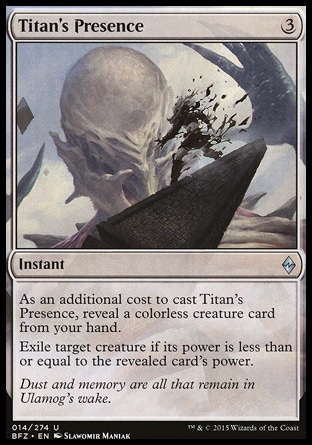 Titan's Presence 3
Instant
As an additional cost to cast Titan's
Presence, reveal a colorless creature card
from your hand.
Exile target creature if its power is less than
or equal to the revealed card's power.
Dust and memory are all that remain in
Ulamog's wake.
014/274 U
BFZ • EN Slawomir Maniak
™ & © 2015 Wizards of the Coast